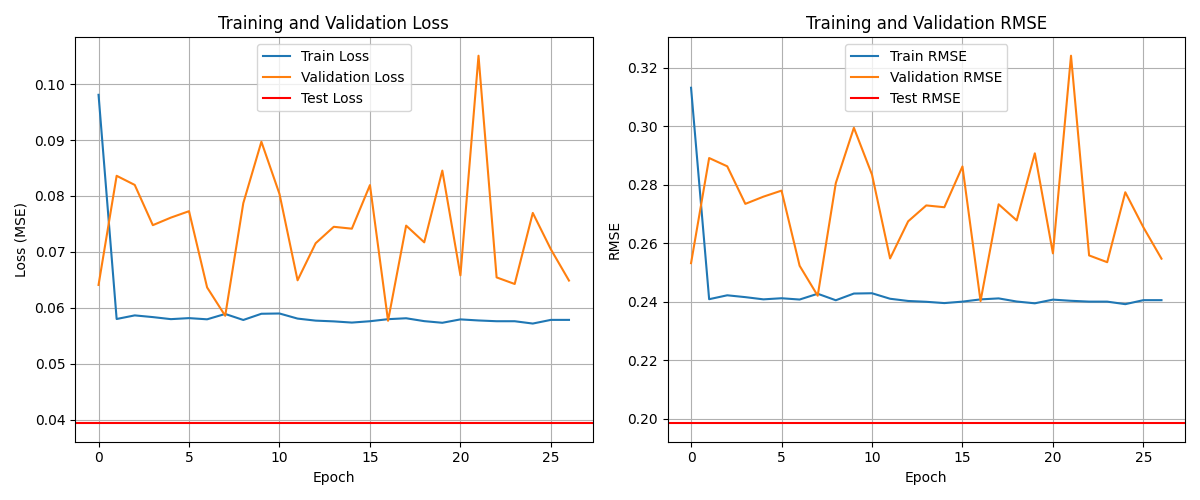 Training and Validation Loss
Train Loss
Validation Loss
Test Loss
Loss (MSE)
0.10
0.09
0.08
0.07
0.06
0.05
0.04
0 5 10 15 20 25
Epoch
Training and Validation RMSE
Train RMSE
Validation RMSE
Test RMSE
RMSE
0.32
0.30
0.28
0.26
0.24
0.22
0.20
0 5 10 15 20 25
Epoch